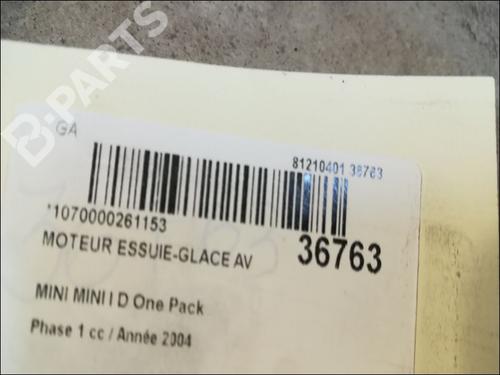 B-PARTS
GA
81210401 36763
*1070000261153
36763
MOTEUR ESSUIE-GLACE AV
MINI MINI I D One Pack
Phase 1 cc / Année 2004